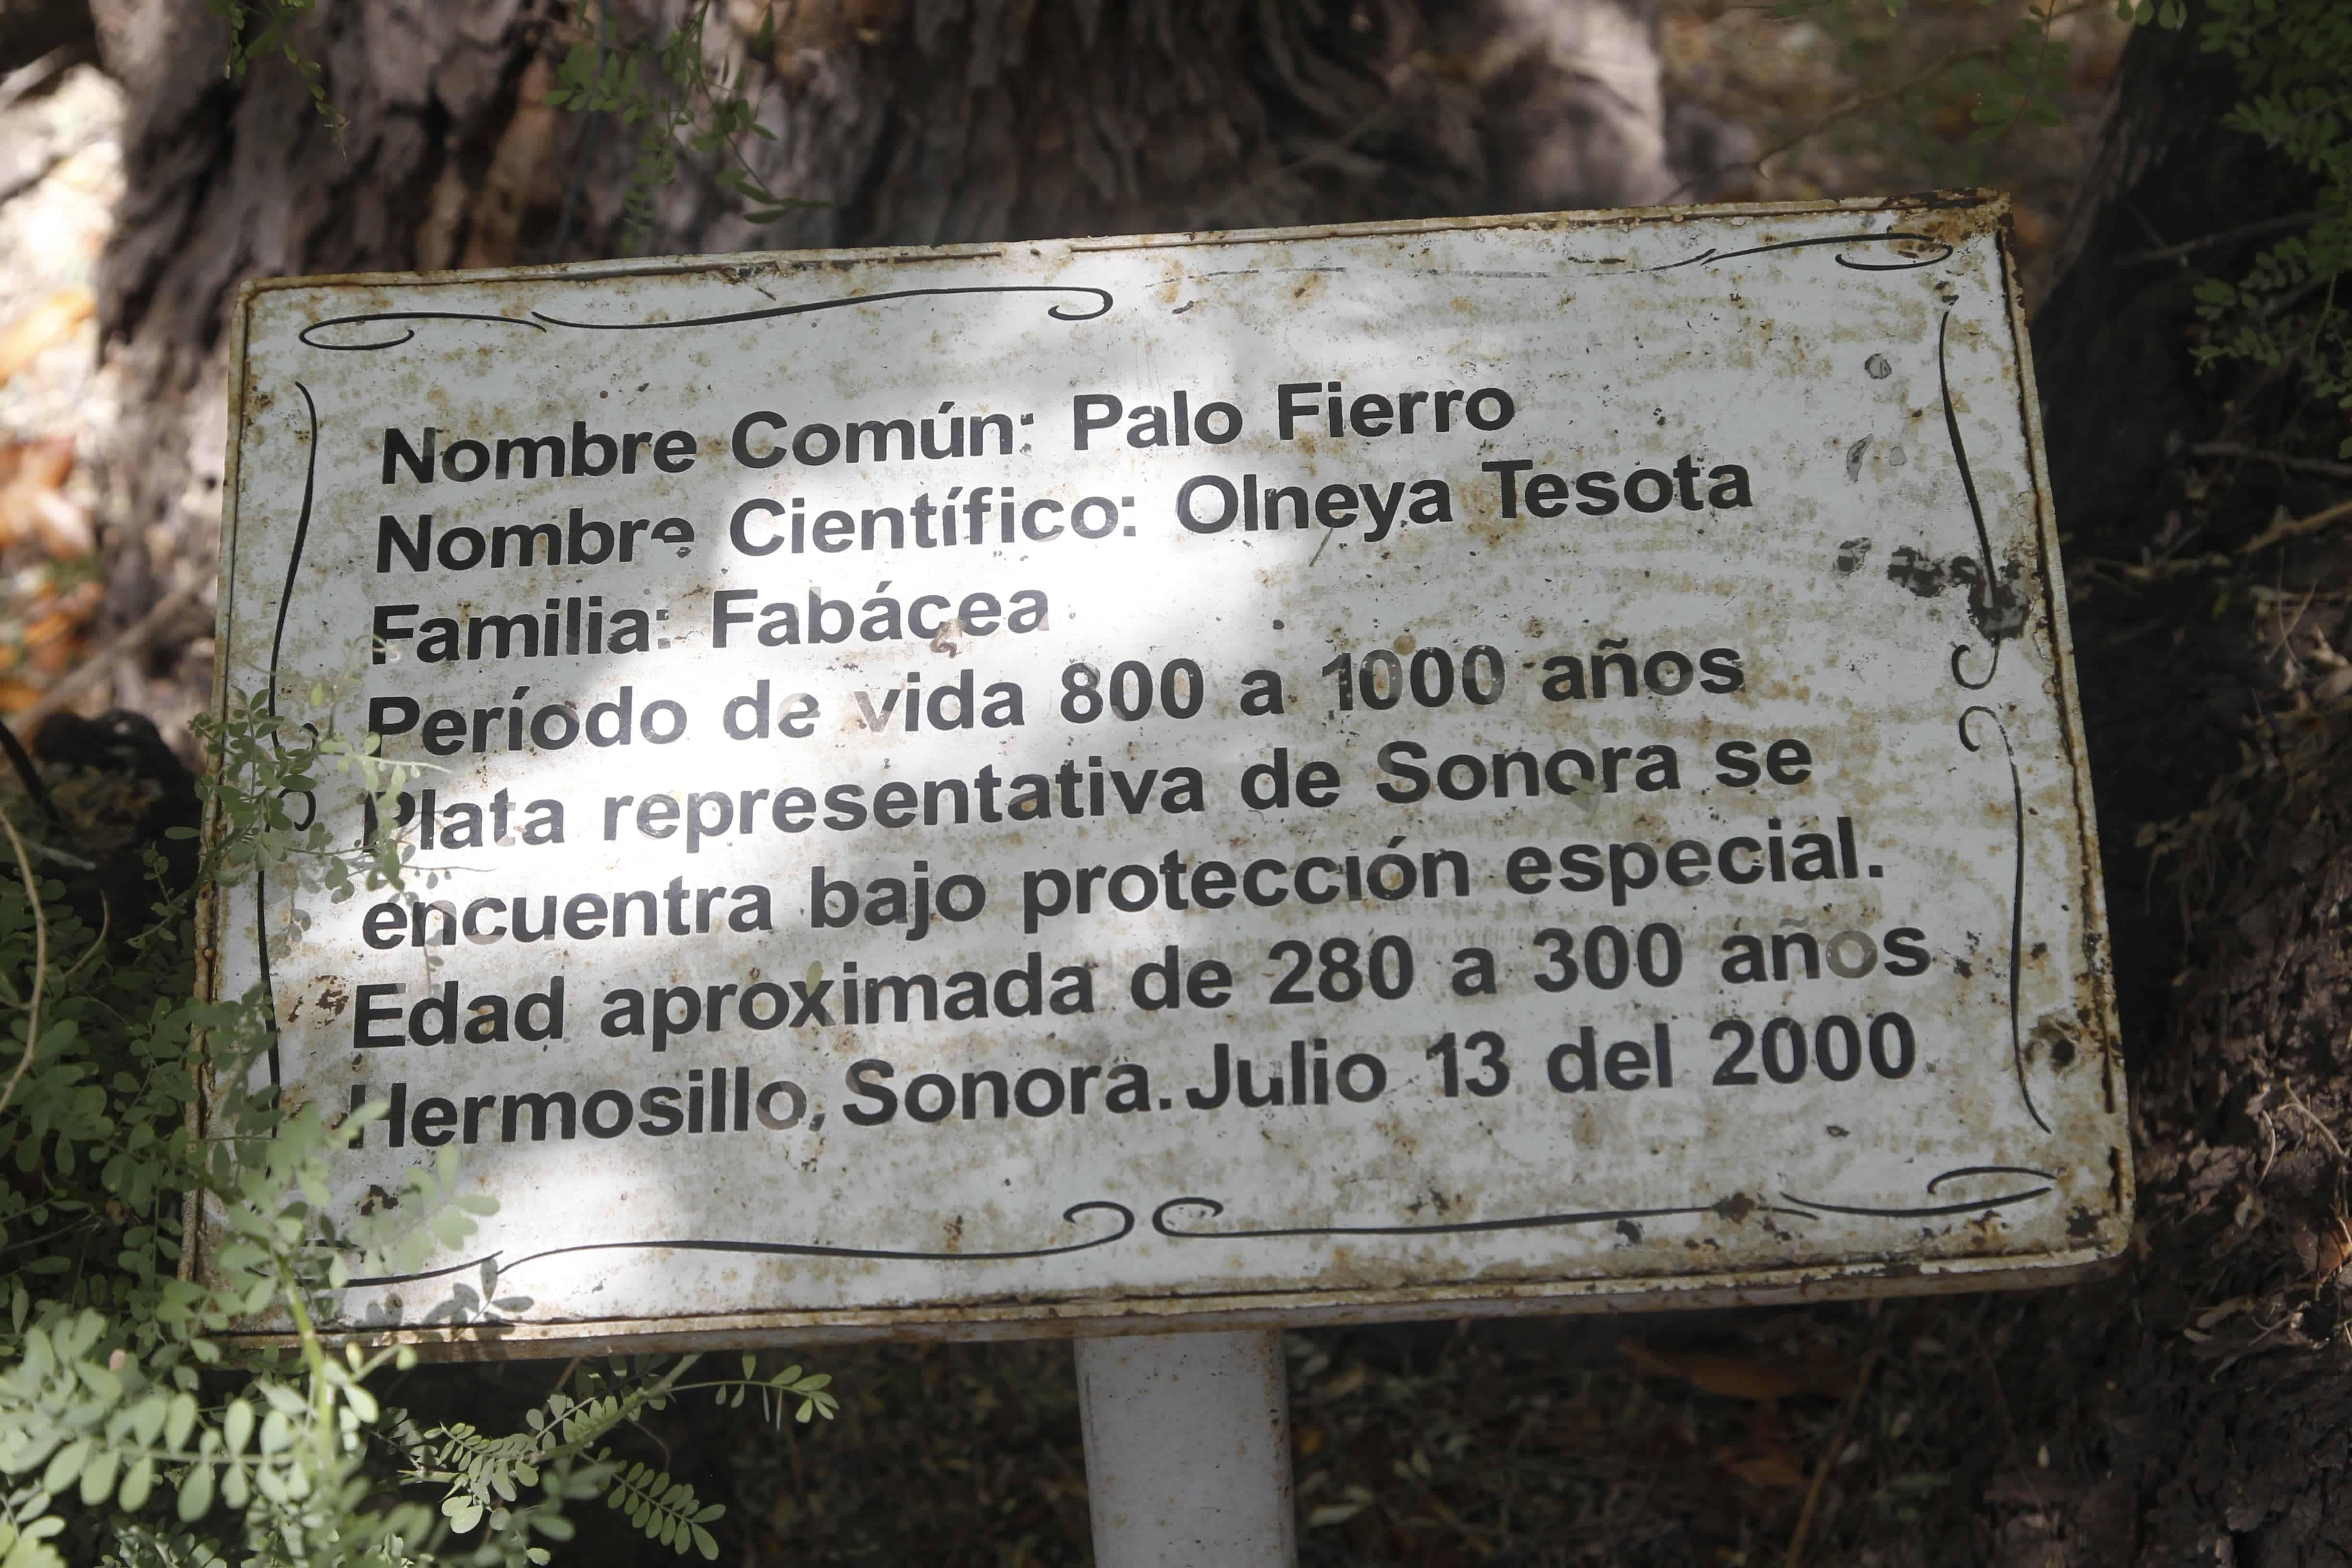 Nombre Común: Palo Fierro
Nombre Científico: Olneya Tesota
Familia: Fabácea
Período de vida 800 a 1000 años
Plata representativa de Sonora se
encuentra bajo protección especial.
Edad aproximada de 280 a 300 años
Hermosillo, Sonora. Julio 13 del 2000